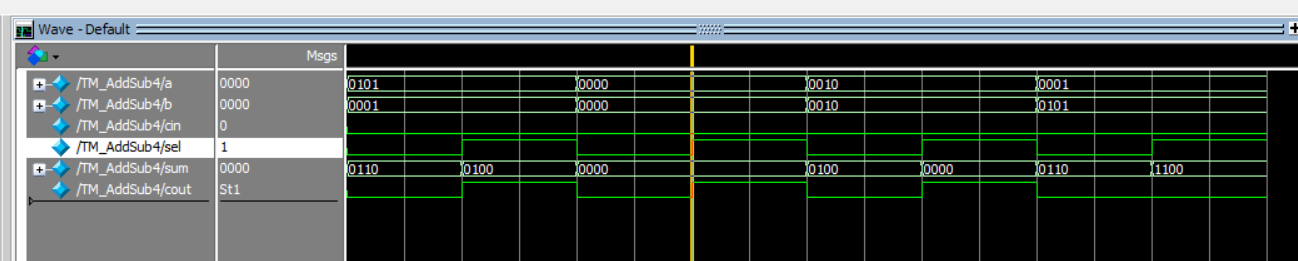 Wave - Default
Msgs
/TM_AddSub4/a 0000 0101 0000 0010 0001
/TM_AddSub4/b 0000 0001 0000 0010 0101
/TM_AddSub4/cin 0
/TM_AddSub4/sel 1
/TM_AddSub4/sum 0000 0110 0100 0000 0100 0000 0110 1100
/TM_AddSub4/cout St1